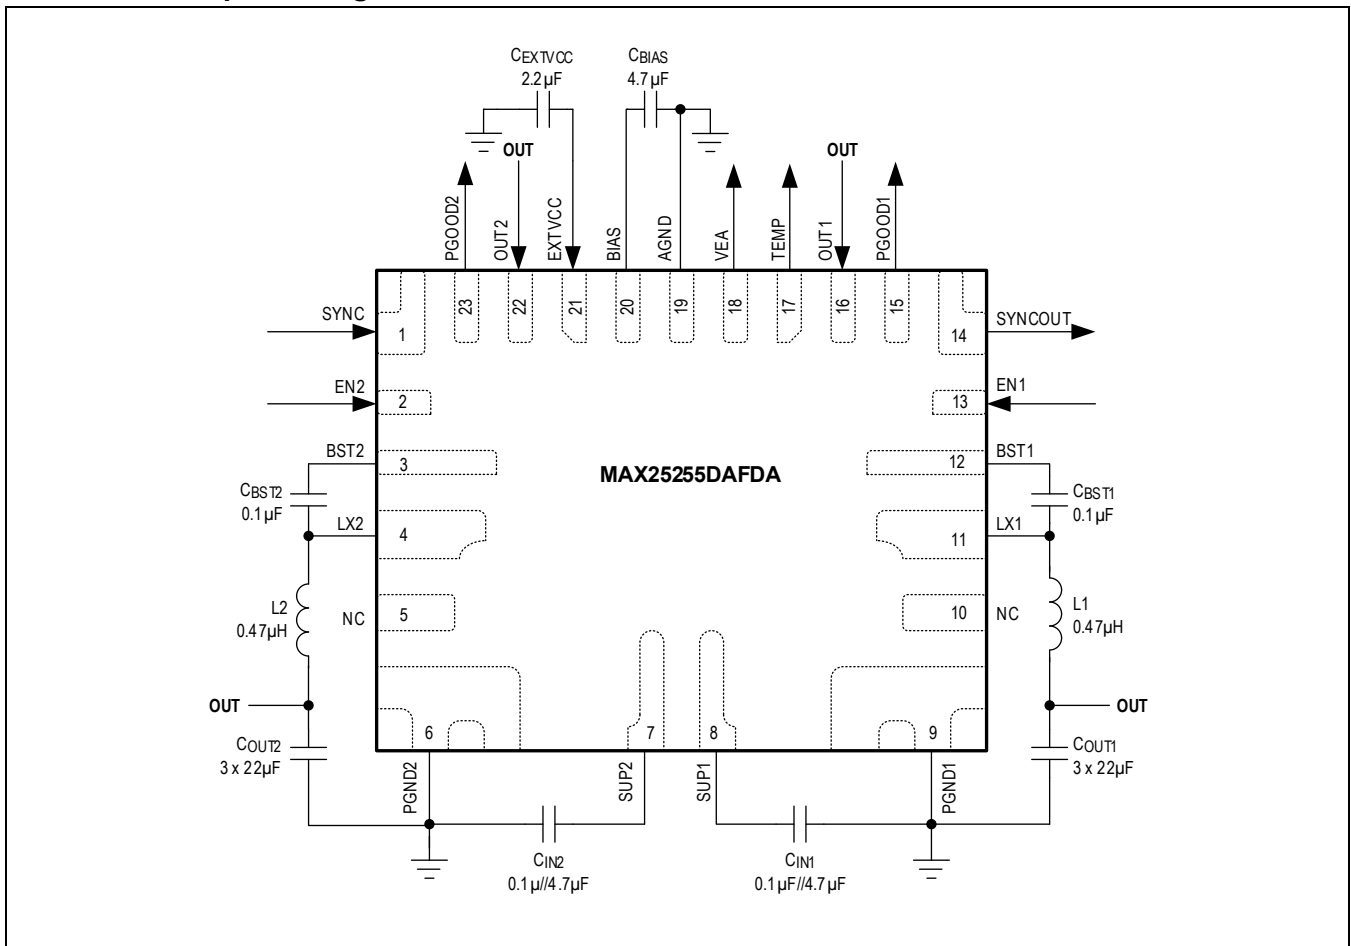 CEXTVCC
2.2µF
CBIAS
4.7µF
OUT
OUT
PGOOD2
OUT2
EXTVCC
BIAS
AGND
VEA
TEMP
OUT1
PGOOD1
23
22
21
20
19
18
17
16
15
SYNC
1
14
SYNCOUT
EN2
2
13
EN1
BST2
3
MAX25255DAFDA
12
BST1
CBST2
0.1µF
CBST1
0.1µF
LX2
4
11
LX1
L2
0.47µH
NC
5
10
NC
L1
0.47µH
OUT
OUT
COUT2
3 x 22µF
6
7
8
9
COUT1
3 x 22µF
PGND2
SUP2
SUP1
PGND1
CIN2
0.1µ//4.7µF
CIN1
0.1µF//4.7µF